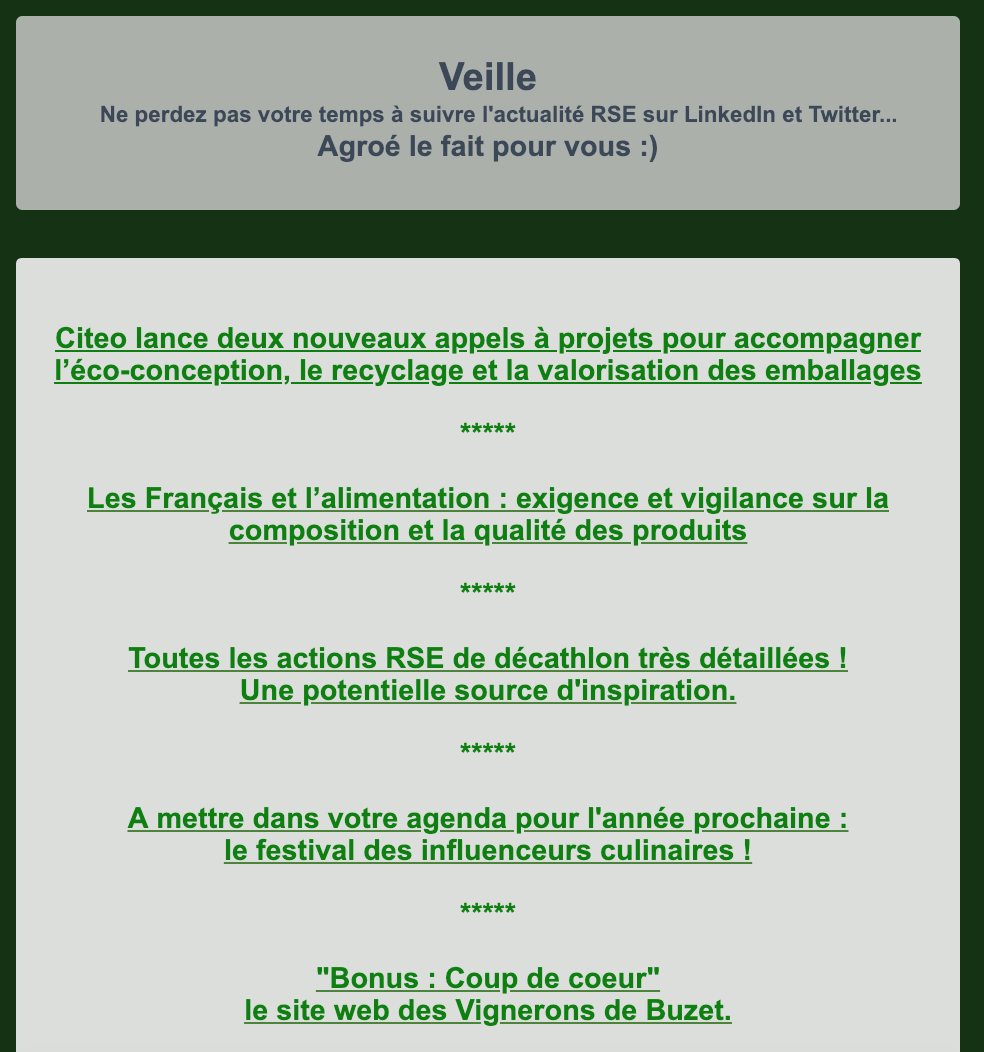 Veille
Ne perdez pas votre temps à suivre l'actualité RSE sur LinkedIn et Twitter...
Agroé le fait pour vous :)
Citeo lance deux nouveaux appels à projets pour accompagner
l’éco-conception, le recyclage et la valorisation des emballages
*****
Les Français et l’alimentation : exigence et vigilance sur la
composition et la qualité des produits
*****
Toutes les actions RSE de décathlon très détaillées !
Une potentielle source d'inspiration.
*****
A mettre dans votre agenda pour l'année prochaine :
le festival des influenceurs culinaires !
*****
"Bonus : Coup de coeur"
le site web des Vignerons de Buzet.